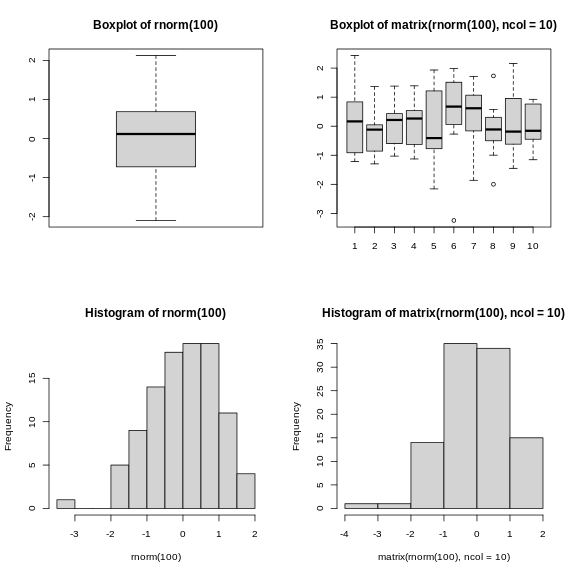 Boxplot of rnorm(100)
2
1
0
-1
-2
Boxplot of matrix(rnorm(100), ncol = 10)
2
1
0
-1
-2
-3
1 2 3 4 5 6 7 8 9 10
Histogram of rnorm(100)
Frequency
15
10
5
0
-3 -2 -1 0 1 2
rnorm(100)
Histogram of matrix(rnorm(100), ncol = 10)
Frequency
35
30
25
20
15
10
5
0
-4 -3 -2 -1 0 1 2
matrix(rnorm(100), ncol = 10)